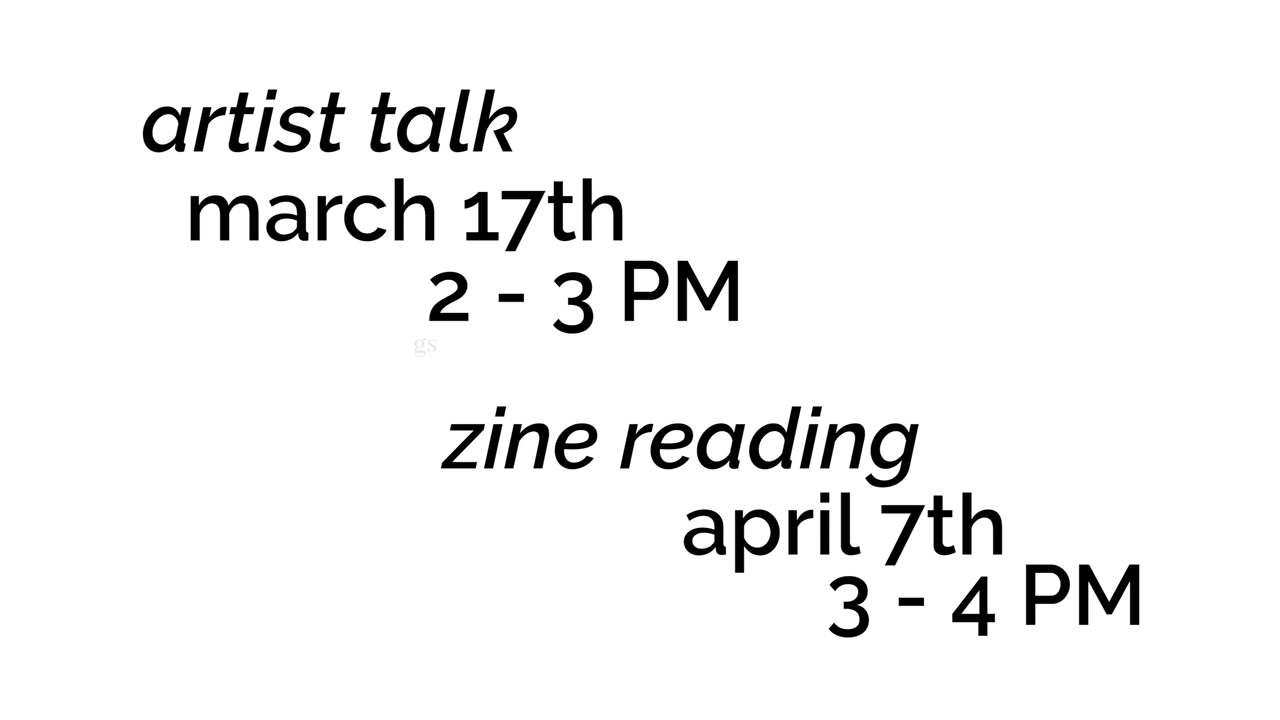 artist talk
march 17th
2 - 3 PM
gs
zine reading
april 7th
3 - 4 PM